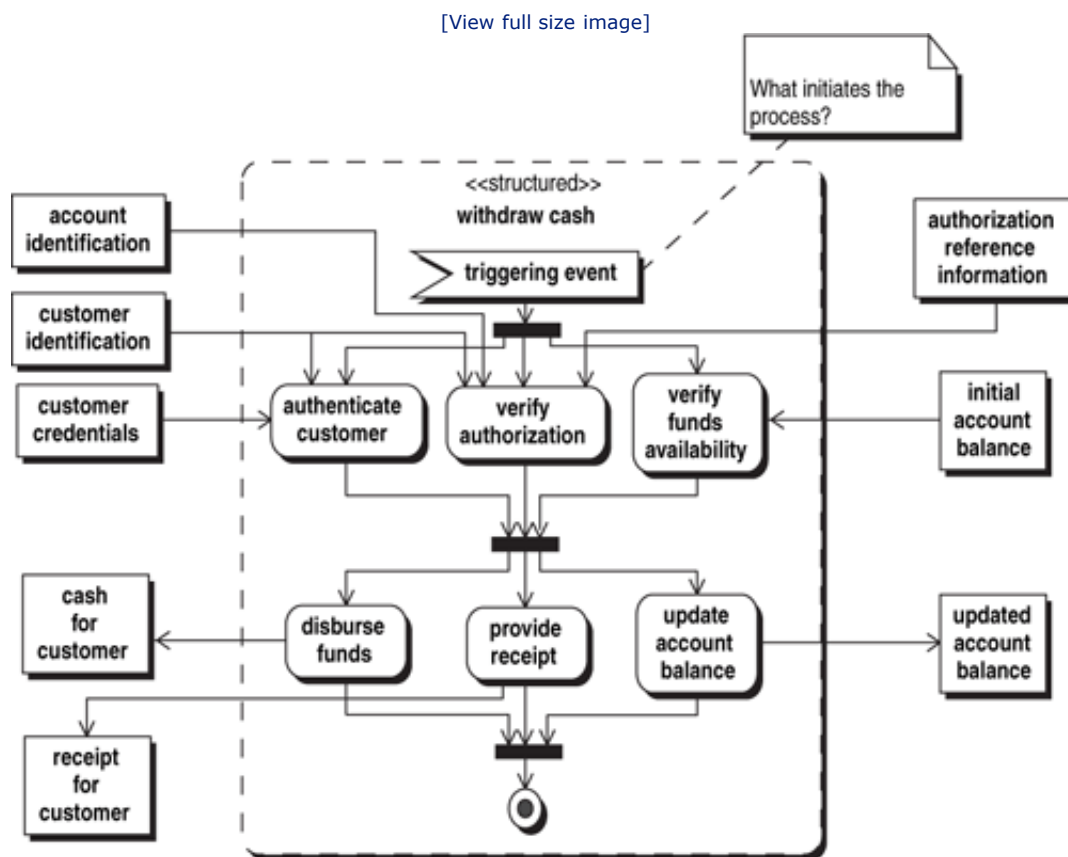 [View full size image]
What initiates the
process?
<<structured>>
withdraw cash
account
identification
triggering event
authorization
reference
information
customer
identification
customer
credentials
authenticate
customer
verify
authorization
verify
funds
availability
initial
account
balance
cash
for
customer
disburse
funds
provide
receipt
update
account
balance
updated
account
balance
receipt
for
customer